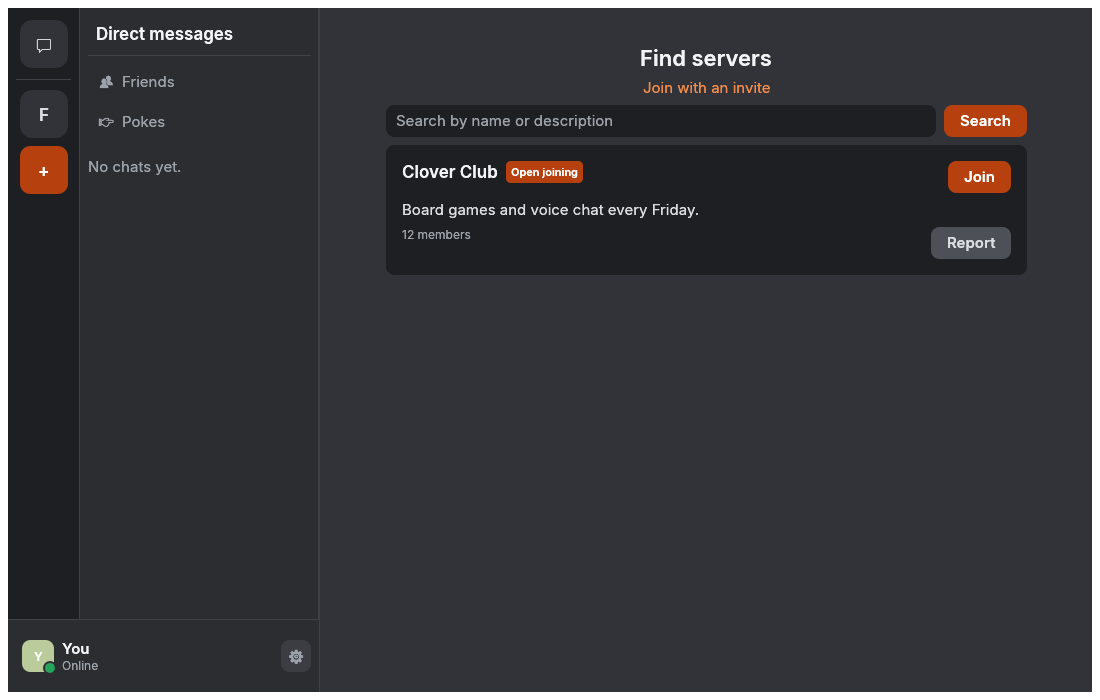 Direct messages
F
+
Friends
Pokes
No chats yet.
Y
You
Online
Find servers
Join with an invite
Search by name or description
Search
Clover Club
Open joining
Join
Board games and voice chat every Friday.
12 members
Report